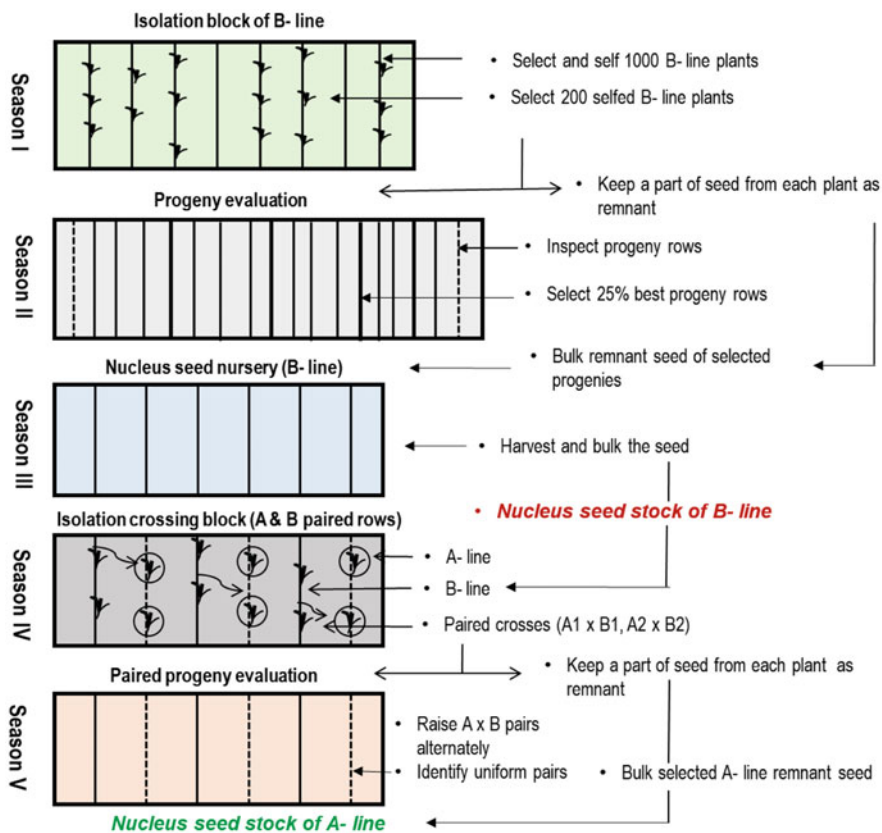 Isolation block of B- line
Season I
• Select and self 1000 B- line plants
• Select 200 selfed B- line plants
• Keep a part of seed from each plant as
remnant
Progeny evaluation
Season II
• Inspect progeny rows
• Select 25% best progeny rows
• Bulk remnant seed of selected
progenies
Nucleus seed nursery (B- line)
Season III
• Harvest and bulk the seed
• Nucleus seed stock of B- line
Isolation crossing block (A & B paired rows)
Season IV
• A- line
• B- line
• Paired crosses (A1 x B1, A2 x B2)
• Keep a part of seed from each plant as
remnant
Paired progeny evaluation
Season V
• Raise A x B pairs
alternately
• Identify uniform pairs
• Bulk selected A- line remnant seed
Nucleus seed stock of A- line